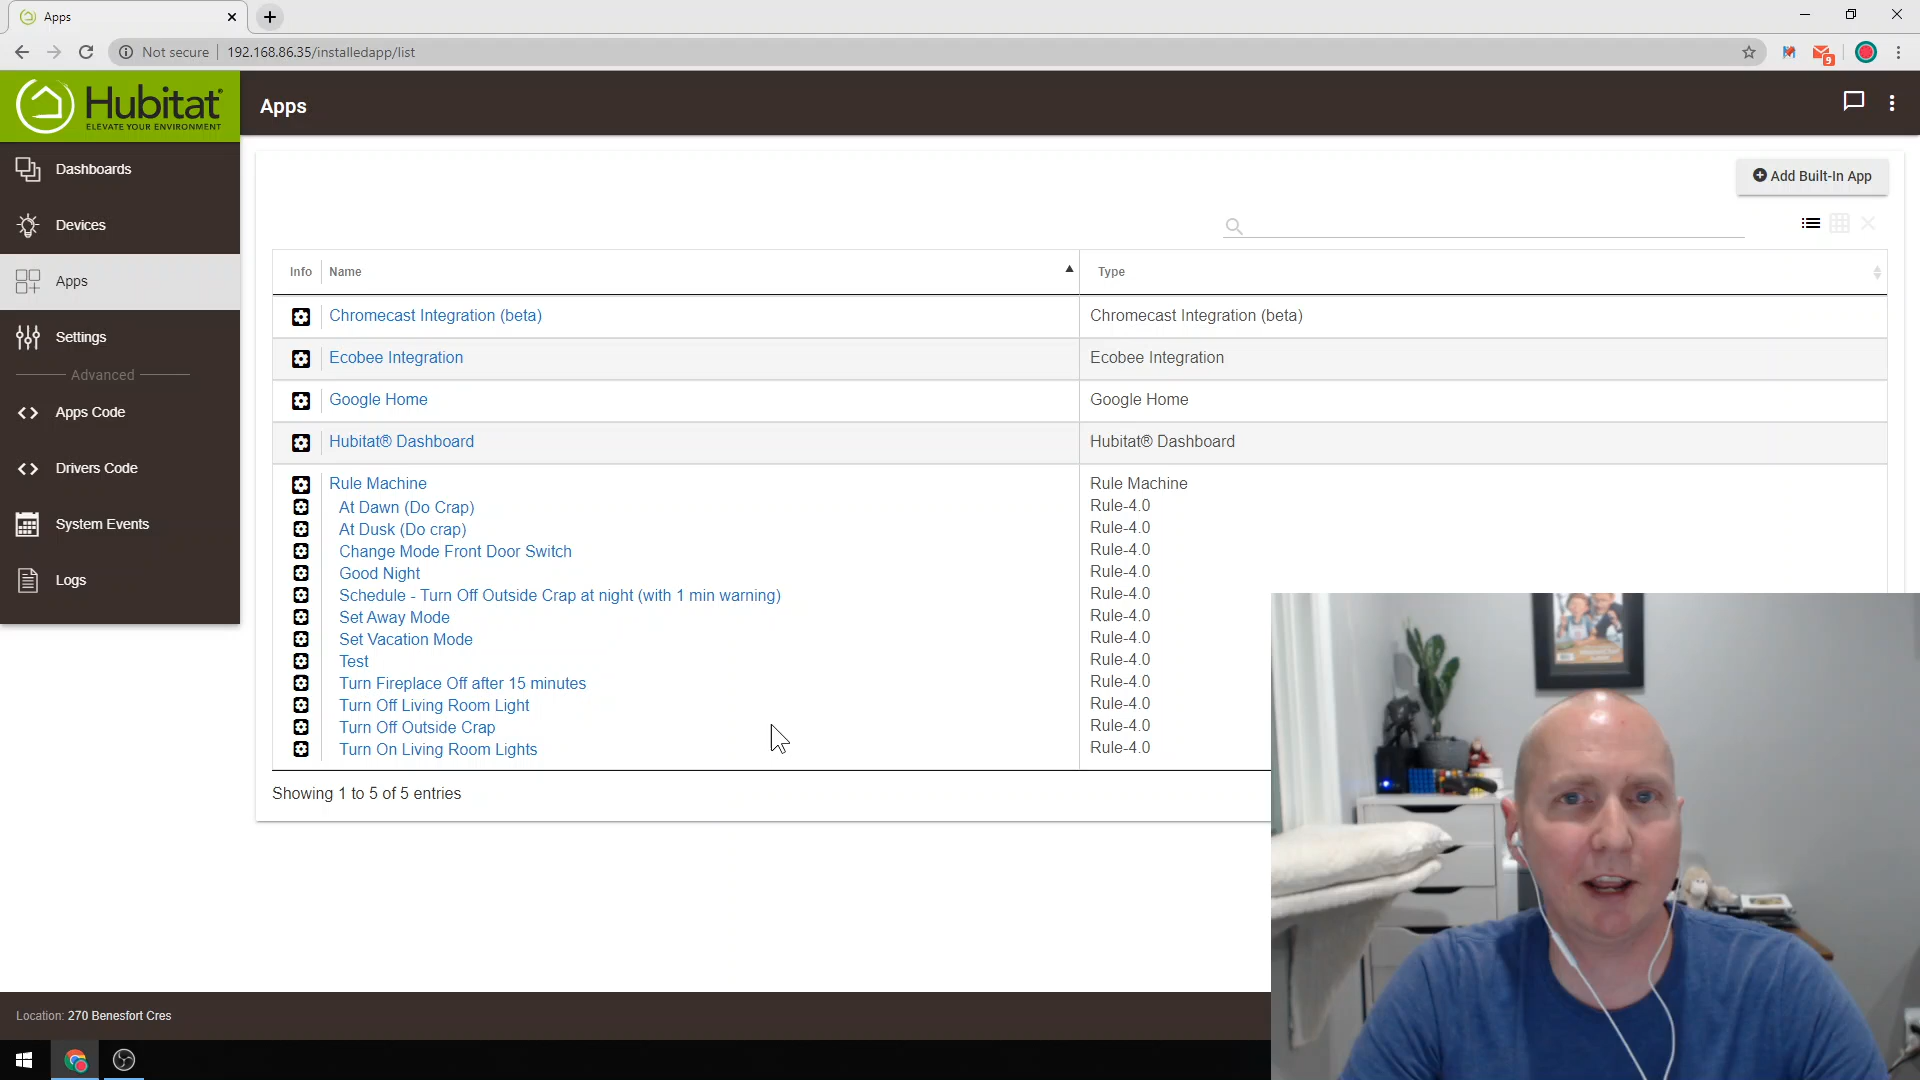 Apps
Not secure
192.168.86.35/installedapp/list
9
Hubitat®
ELEVATE YOUR ENVIRONMENT
Apps
Dashboards
Devices
Apps
Settings
Advanced
Apps Code
Drivers Code
System Events
Logs
Add Built-In App
Info Name Type
Chromecast Integration (beta) Chromecast Integration (beta)
Ecobee Integration Ecobee Integration
Google Home Google Home
Hubitat® Dashboard Hubitat® Dashboard
Rule Machine Rule Machine
At Dawn (Do Crap) Rule-4.0
At Dusk (Do crap) Rule-4.0
Change Mode Front Door Switch Rule-4.0
Good Night Rule-4.0
Schedule - Turn Off Outside Crap at night (with 1 min warning) Rule-4.0
Set Away Mode Rule-4.0
Set Vacation Mode Rule-4.0
Test Rule-4.0
Turn Fireplace Off after 15 minutes Rule-4.0
Turn Off Living Room Light Rule-4.0
Turn Off Outside Crap Rule-4.0
Turn On Living Room Lights Rule-4.0
Showing 1 to 5 of 5 entries
Location: 270 Benesfort Cres